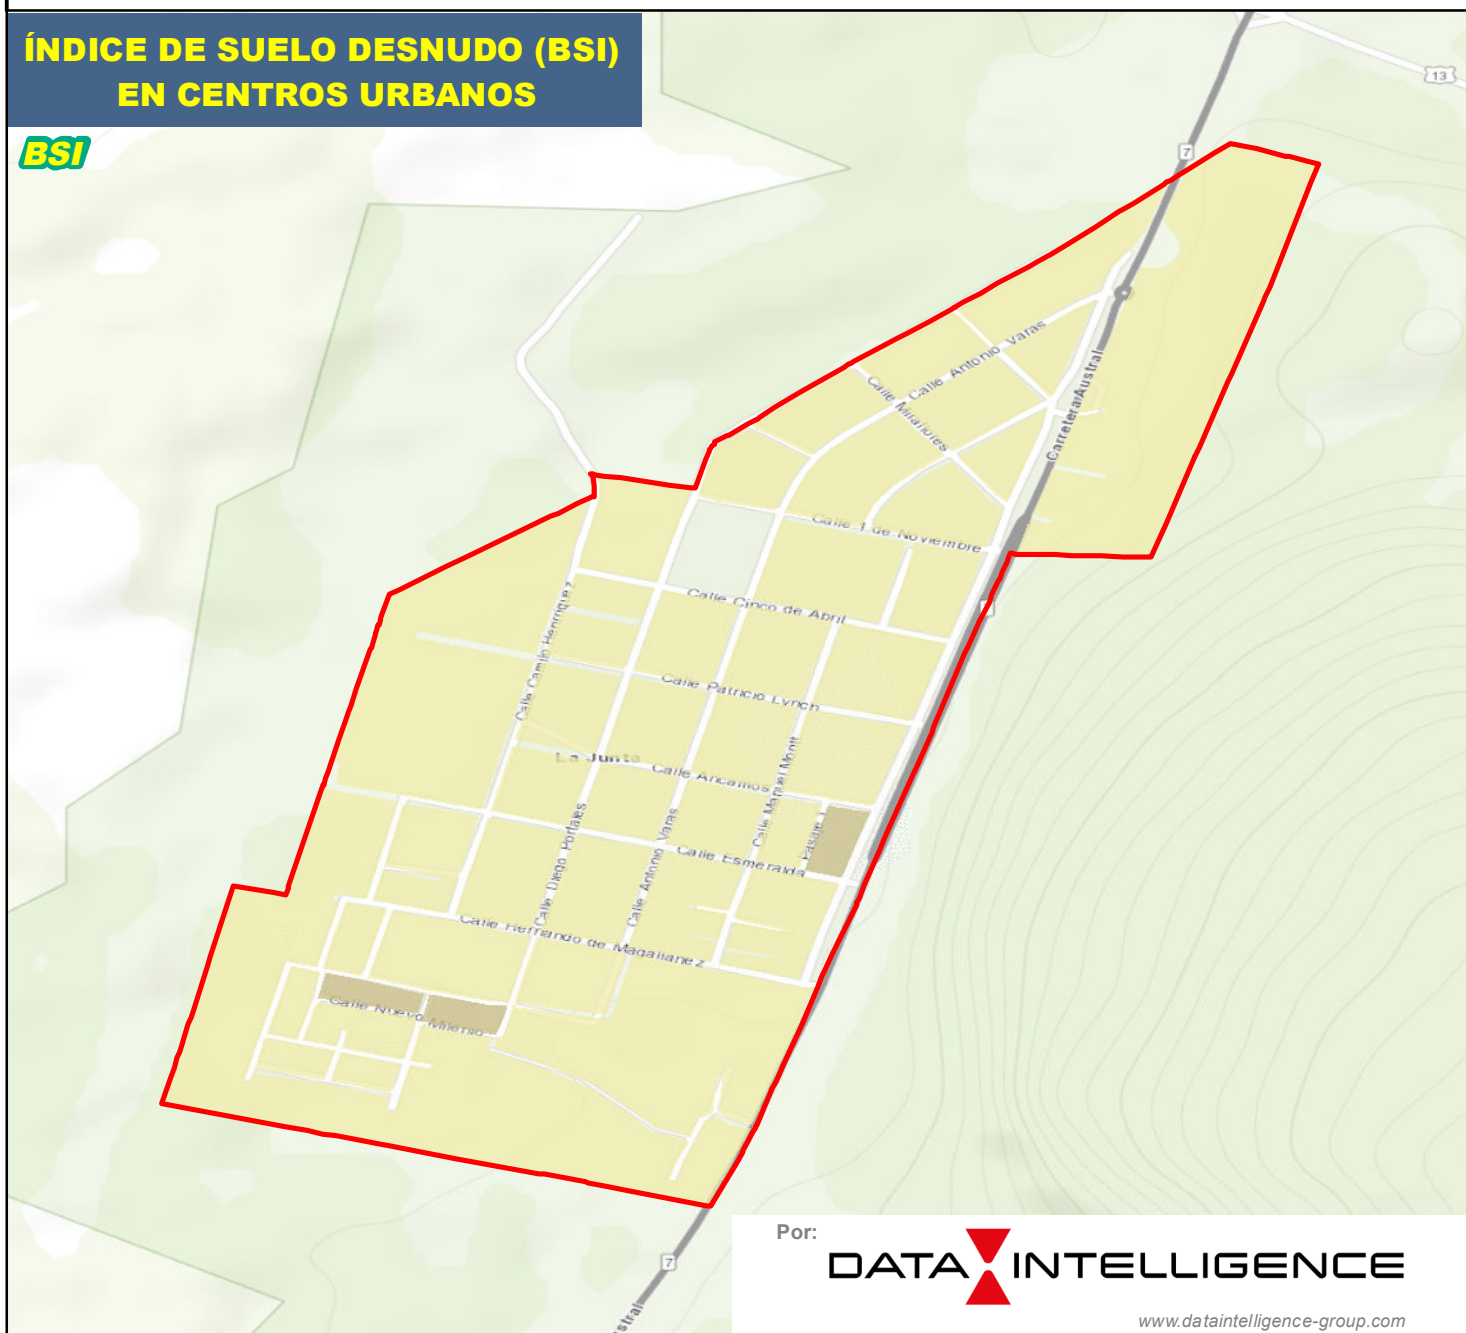 ÍNDICE DE SUELO DESNUDO (BSI)
EN CENTROS URBANOS
BSI
13
7
Calle Antonio Varas
Calle Miraflores
Carretera Austral
Calle 1 de Noviembre
Calle Cinco de Abril
Calle Camilo Henríquez
Calle Patricio Lynch
La Junta
Calle Ancamos
Calle Manuel Montt
Pasaje 1
Calle Diego Portales
Calle Antonio Varas
Calle Esmeralda
Calle Hernando de Magallanez
Calle Nuevo Milenio
7
stral
Por:
DATA INTELLIGENCE
www.dataintelligence-group.com